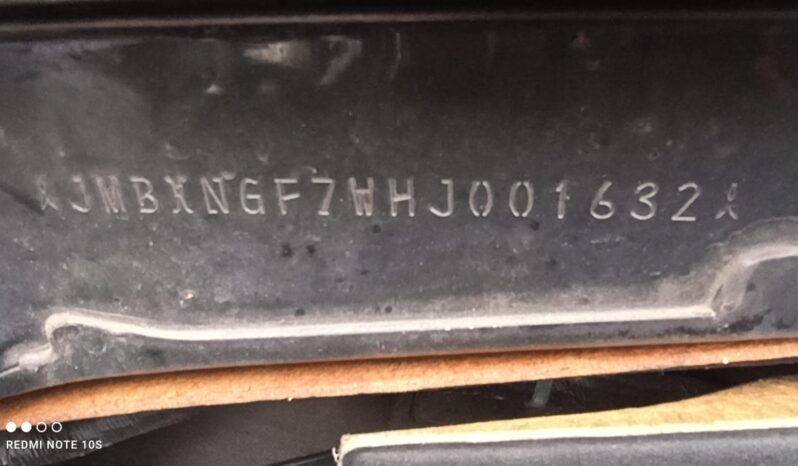 JMBXNGF7WHJ001632
REDMI NOTE 10S